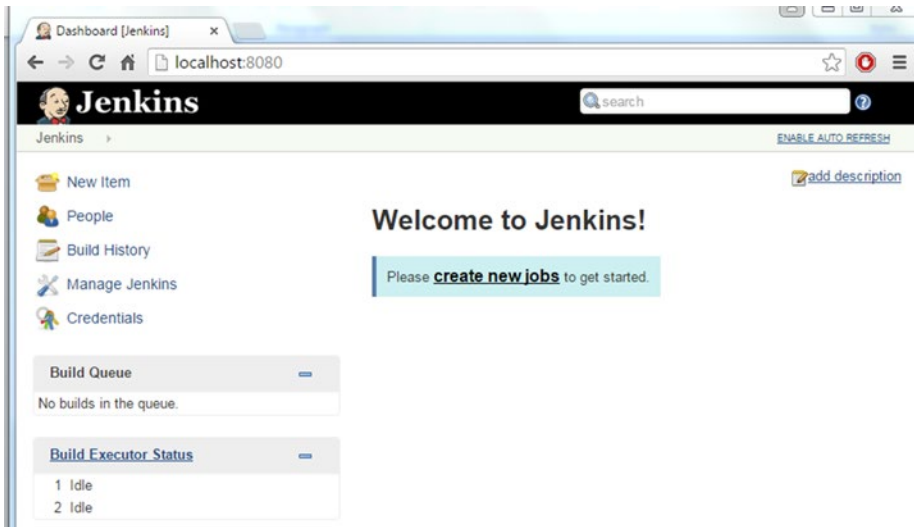 Dashboard [Jenkins]
localhost:8080
Jenkins
search
Jenkins
ENABLE AUTO REFRESH
add description
New Item
People
Build History
Manage Jenkins
Credentials
Welcome to Jenkins!
Please create new jobs to get started.
Build Queue
No builds in the queue.
Build Executor Status
1 Idle
2 Idle